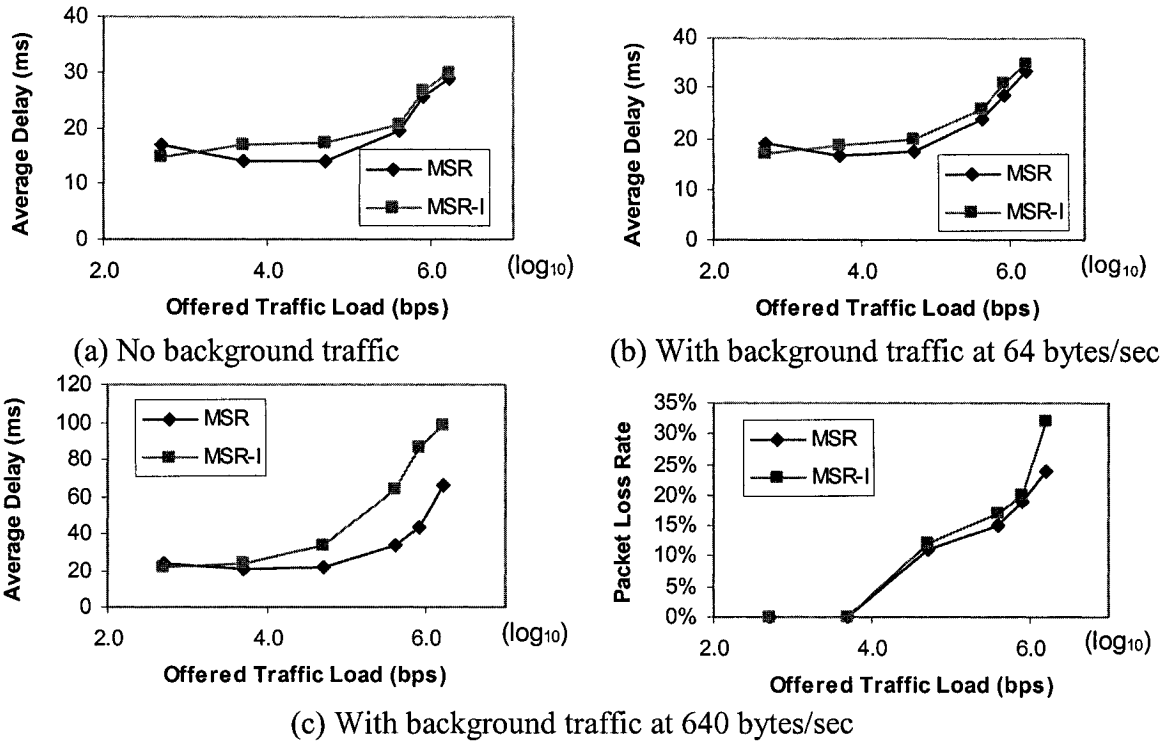 40
30
20
10
0
Average Delay (ms)
MSR
MSR-I
2.0 4.0 6.0 (log10)
Offered Traffic Load (bps)
(a) No background traffic
40
30
20
10
0
Average Delay (ms)
MSR
MSR-I
2.0 4.0 6.0 (log10)
Offered Traffic Load (bps)
(b) With background traffic at 64 bytes/sec
120
100
80
60
40
20
0
Average Delay (ms)
MSR
MSR-I
2.0 4.0 6.0 (log10)
Offered Traffic Load (bps)
35%
30%
25%
20%
15%
10%
5%
0%
Packet Loss Rate
MSR
MSR-I
2.0 4.0 6.0 (log10)
Offered Traffic Load (bps)
(c) With background traffic at 640 bytes/sec